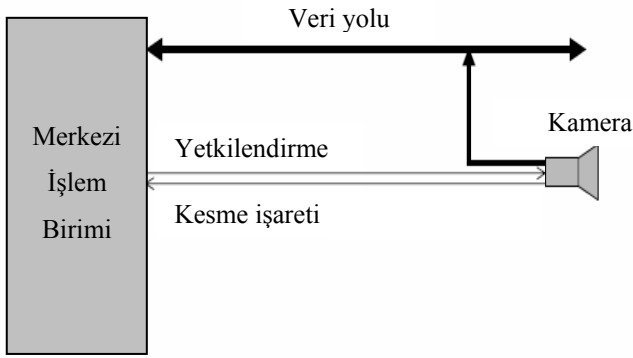 Veri yolu
Kamera
Merkezi
İşlem
Birimi
Yetkilendirme
Kesme işareti